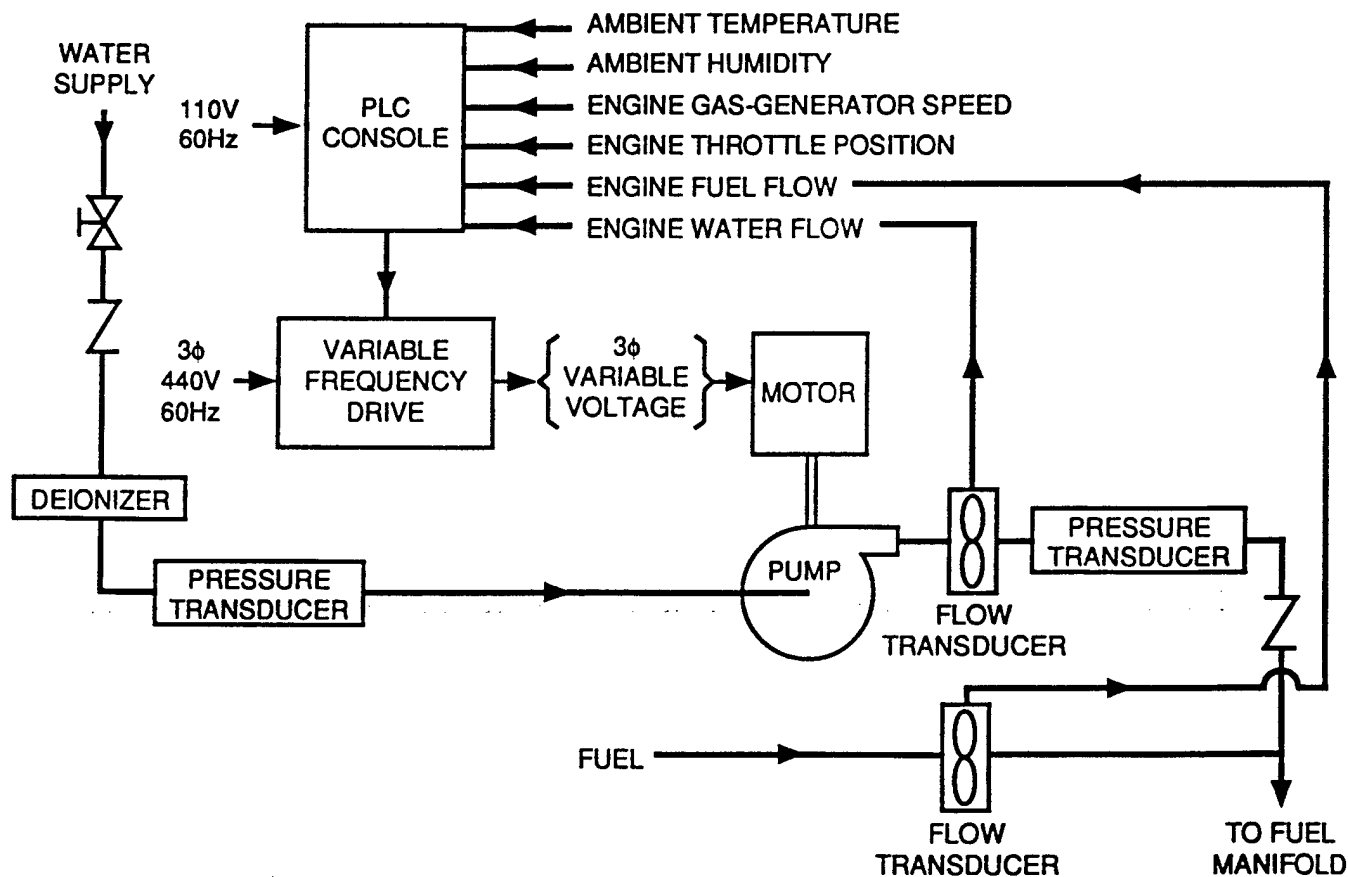 WATER
SUPPLY
110V
60Hz
PLC
CONSOLE
AMBIENT TEMPERATURE
AMBIENT HUMIDITY
ENGINE GAS-GENERATOR SPEED
ENGINE THROTTLE POSITION
ENGINE FUEL FLOW
ENGINE WATER FLOW
3ϕ
440V
60Hz
VARIABLE
FREQUENCY
DRIVE
3ϕ
VARIABLE
VOLTAGE
MOTOR
DEIONIZER
PRESSURE
TRANSDUCER
PUMP
FLOW
TRANSDUCER
PRESSURE
TRANSDUCER
FUEL
FLOW
TRANSDUCER
TO FUEL
MANIFOLD